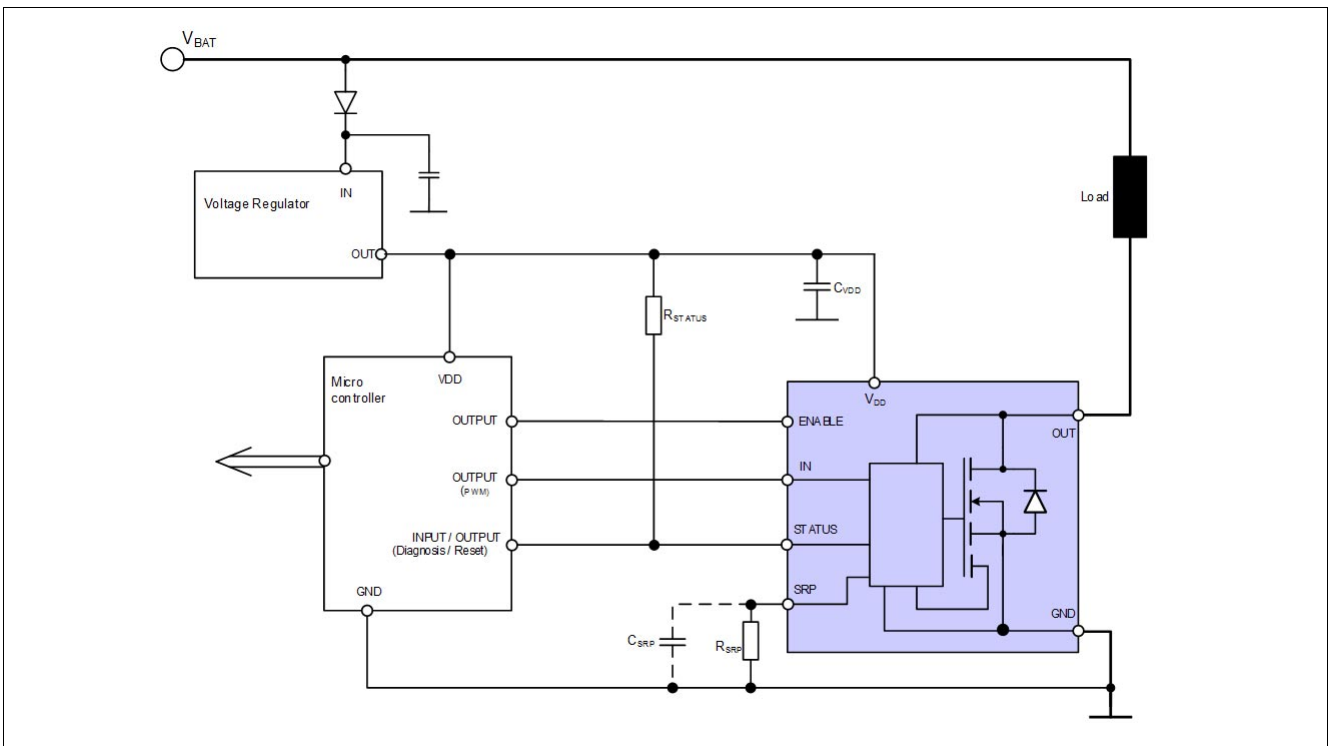 VBAT
IN
Voltage Regulator
OUT
Load
CVDD
RSTATUS
VDD
Micro
controller
VDD
OUTPUT
ENABLE
OUT
OUTPUT
(PWM)
IN
INPUT / OUTPUT
(Diagnosis / Reset)
STATUS
SRP
GND
GND
CSRP
RSRP